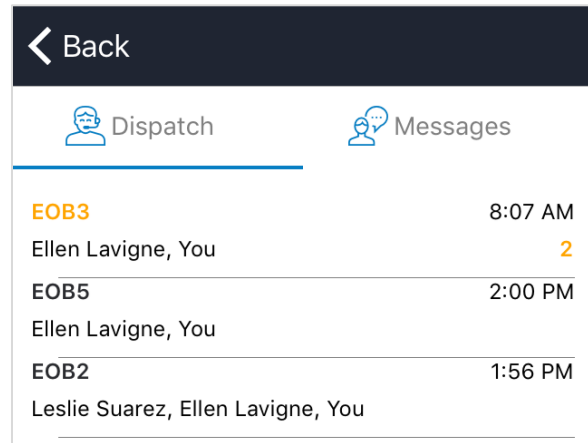 Back
Dispatch Messages
EOB3 8:07 AM
Ellen Lavigne, You 2
EOB5 2:00 PM
Ellen Lavigne, You
EOB2 1:56 PM
Leslie Suarez, Ellen Lavigne, You